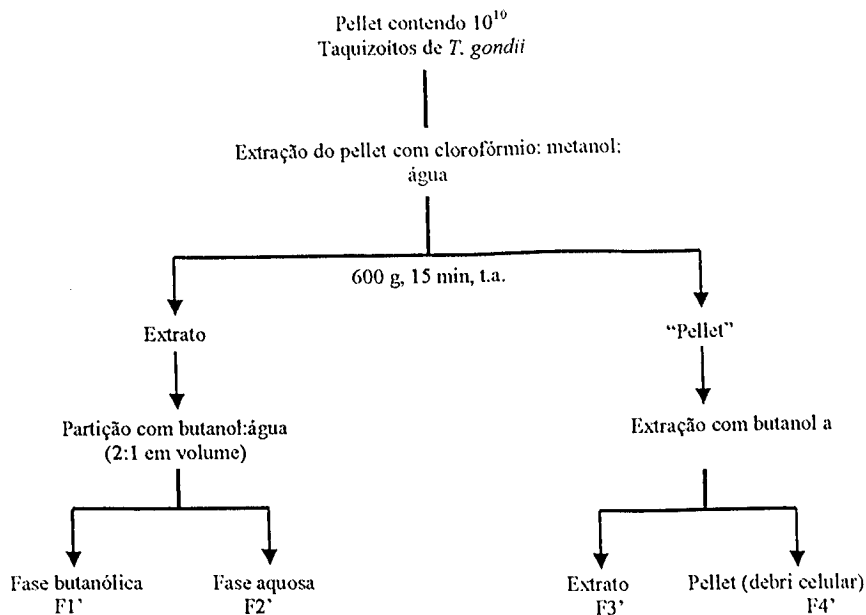 Pellet contendo 10¹⁰
Taquizoitos de T. gondii
Extração do pellet com clorofórmio: metanol:
água
600 g, 15 min, t.a.
Extrato
“Pellet”
Partição com butanol:água
(2:1 em volume)
Extração com butanol a
Fase butanólica
F1’
Fase aquosa
F2’
Extrato
F3’
Pellet (debri celular)
F4’